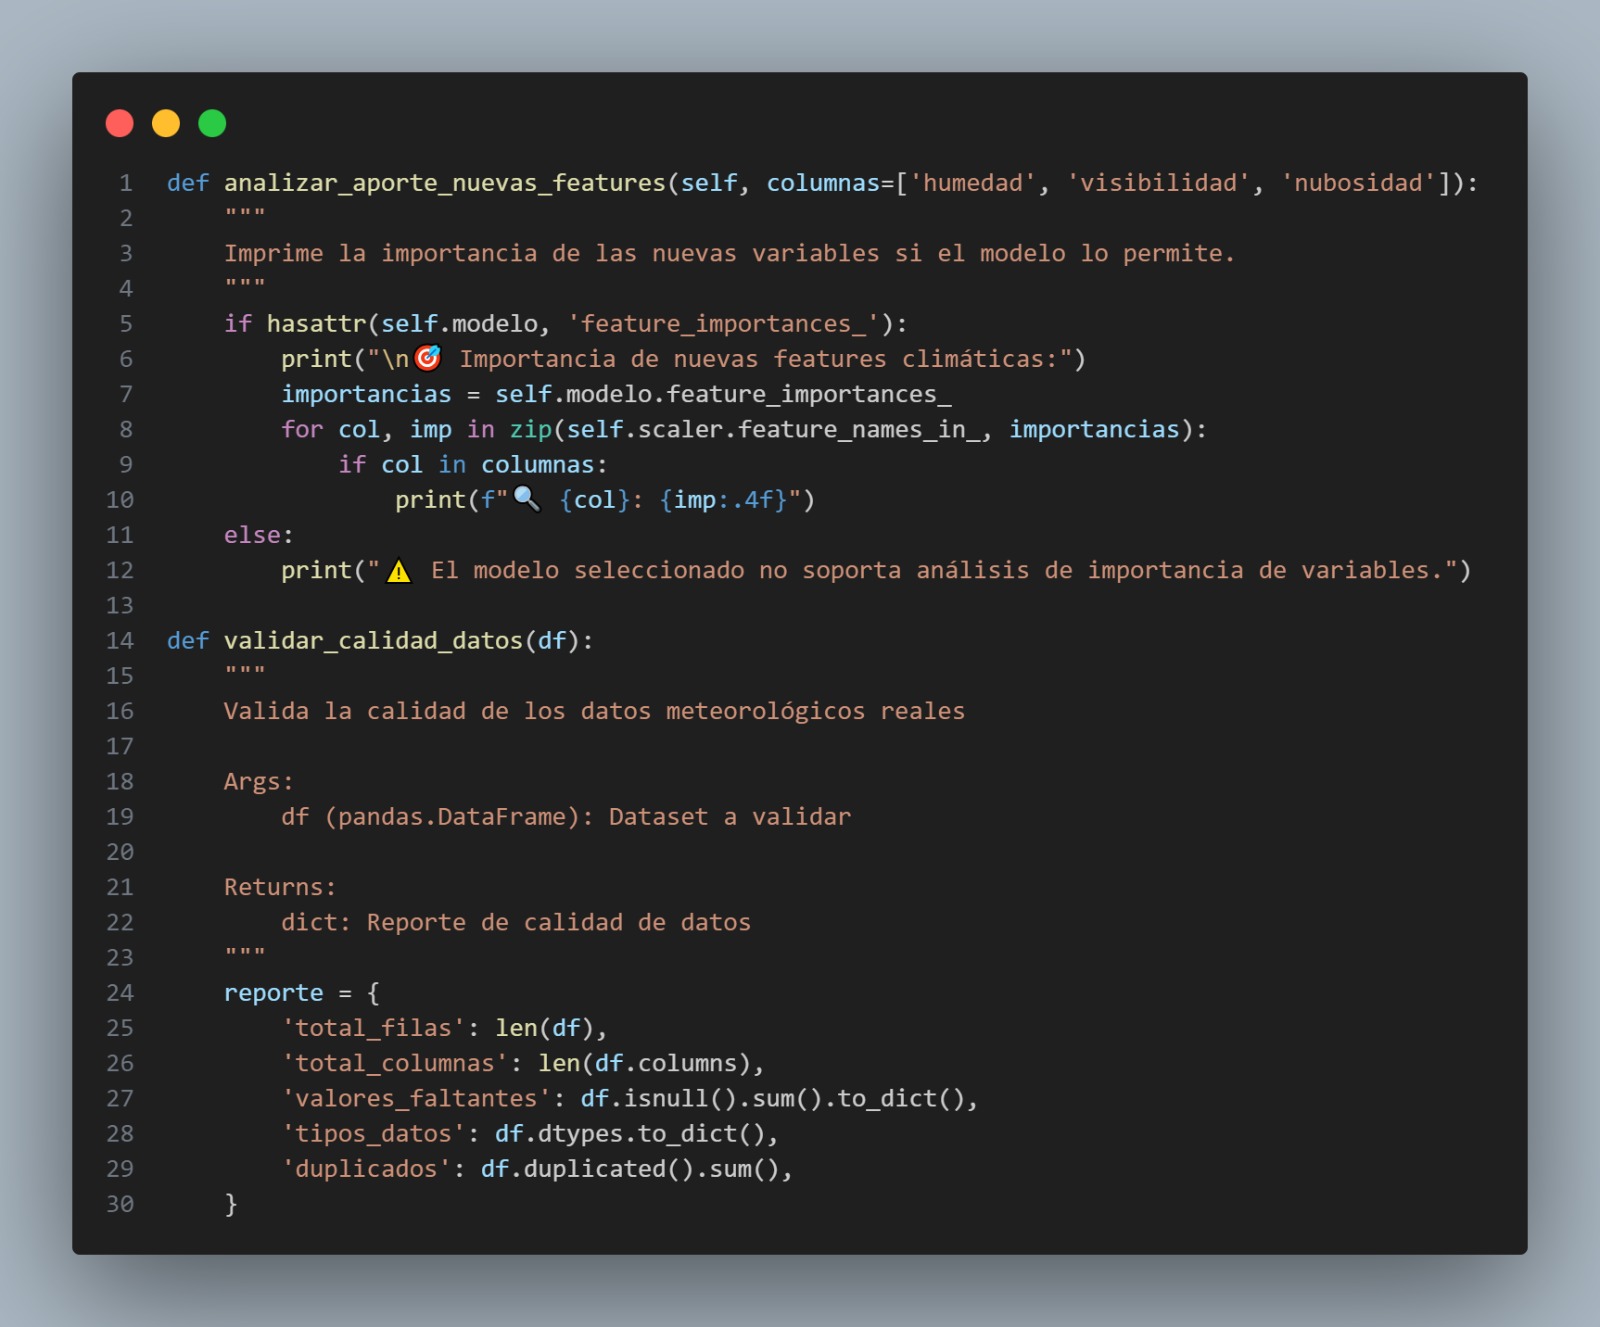 1 def analizar_aporte_nuevas_features(self, columnas=['humedad', 'visibilidad', 'nubosidad']):
2     """
3     Imprime la importancia de las nuevas variables si el modelo lo permite.
4     """
5     if hasattr(self.modelo, 'feature_importances_'):
6         print("\n🎯 Importancia de nuevas features climáticas:")
7         importancias = self.modelo.feature_importances_
8         for col, imp in zip(self.scaler.feature_names_in_, importancias):
9             if col in columnas:
10                 print(f"🔍 {col}: {imp:.4f}")
11     else:
12         print("⚠️ El modelo seleccionado no soporta análisis de importancia de variables.")
13
14 def validar_calidad_datos(df):
15     """
16     Valida la calidad de los datos meteorológicos reales
17
18     Args:
19         df (pandas.DataFrame): Dataset a validar
20
21     Returns:
22         dict: Reporte de calidad de datos
23     """
24     reporte = {
25         'total_filas': len(df),
26         'total_columnas': len(df.columns),
27         'valores_faltantes': df.isnull().sum().to_dict(),
28         'tipos_datos': df.dtypes.to_dict(),
29         'duplicados': df.duplicated().sum(),
30     }